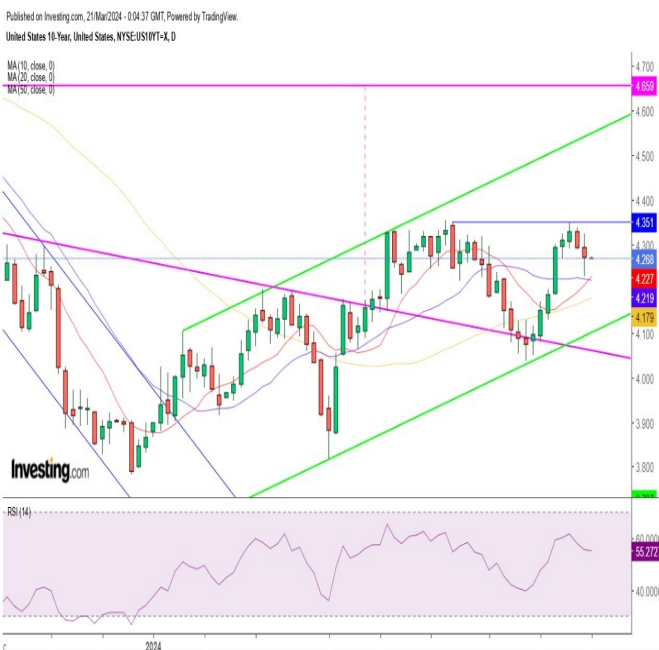 Published on Investing.com, 21/Mar/2024 - 0:04:37 GMT, Powered by TradingView.
United States 10-Year, United States, NYSE:US10YT=X, D
MA (10, close, 0)
MA (20, close, 0)
MA (50, close, 0)
4.700
4.659
4.600
4.500
4.400
4.351
4.300
4.268
4.227
4.219
4.179
4.100
4.000
3.900
3.800
Investing.com
RSI (14)
60.0000
55.2727
40.0000
2024